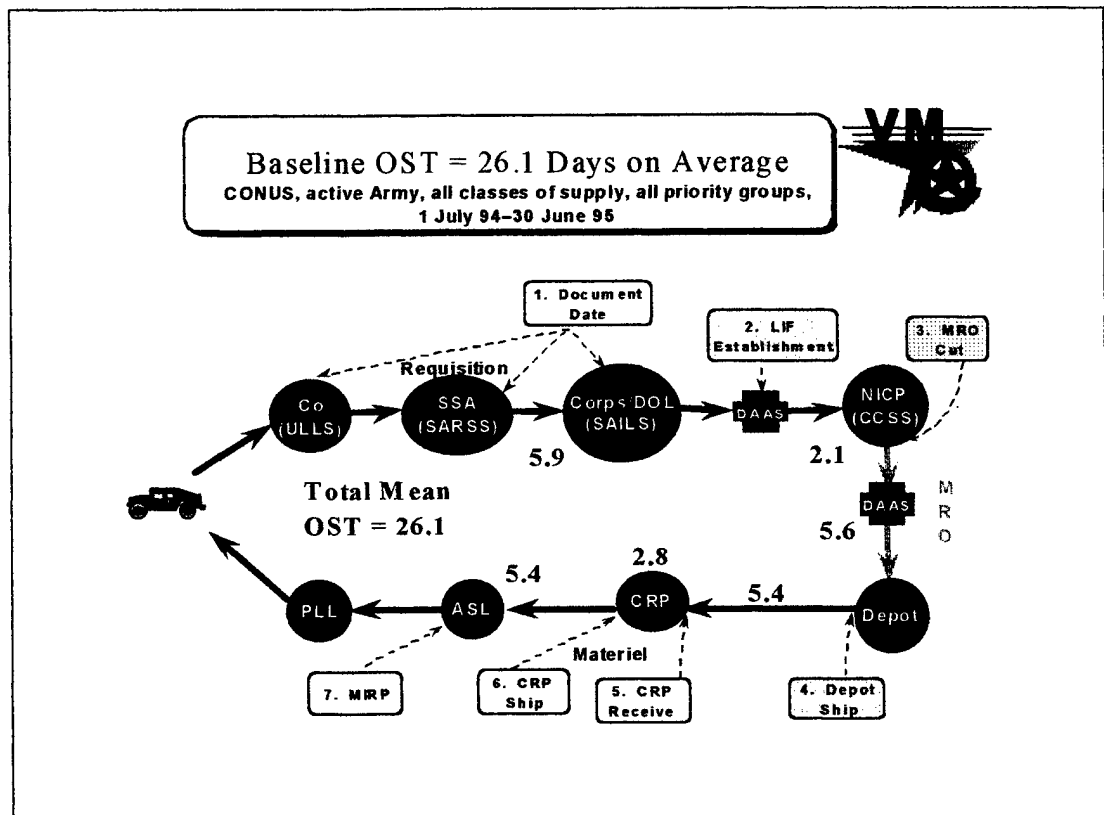 VM
Baseline OST = 26.1 Days on Average
CONUS, active Army, all classes of supply, all priority groups,
1 July 94–30 June 95
1. Document
Date
2. LIF
Establishment
3. MRO
Cut
Requisition
Co
(ULLS)
SSA
(SARSS)
Corps/DOL
(SAILS)
DAAS
NICP
(CCSS)
5.9
2.1
Total Mean
OST = 26.1
DAAS
M
R
O
5.6
5.4
2.8
5.4
PLL
ASL
CRP
Depot
Materiel
7. MIRP
6. CRP
Ship
5. CRP
Receive
4. Depot
Ship